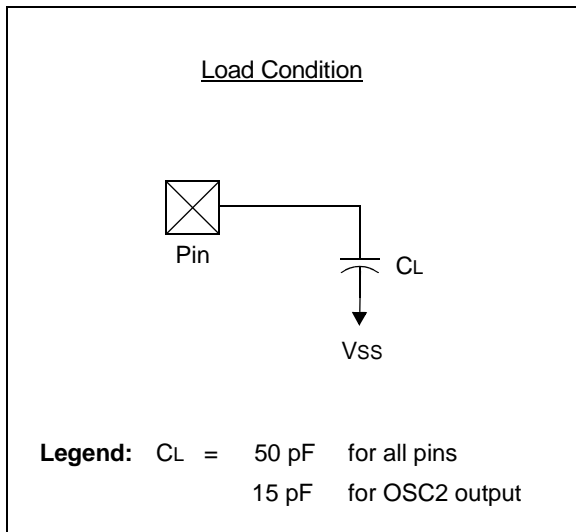 Load Condition
Pin
CL
VSS
Legend: CL = 50 pF for all pins
15 pF for OSC2 output